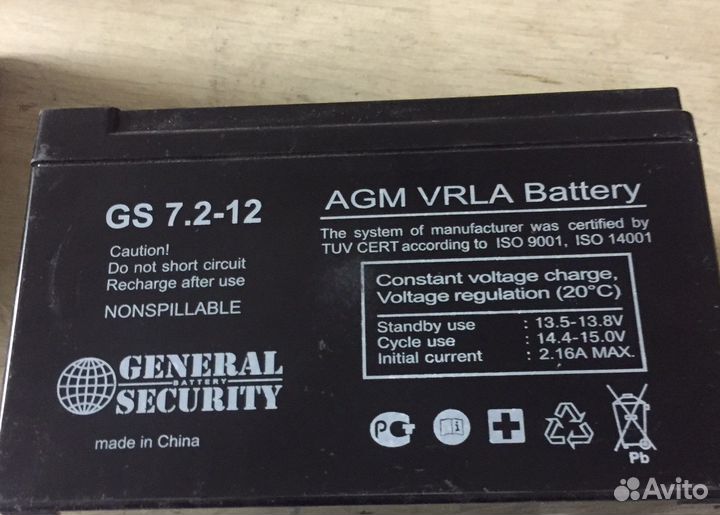 GS 7.2-12
Caution!
Do not short circuit
Recharge after use
NONSPILLABLE
GENERAL
BATTERY
SECURITY
made in China
AGM VRLA Battery
The system of manufacturer was certified by
TUV CERT according to ISO 9001, ISO 14001
Constant voltage charge,
Voltage regulation (20°C)
Standby use : 13.5-13.8V
Cycle use : 14.4-15.0V
Initial current : 2.16A MAX.
PCT
i
Pb
Avito